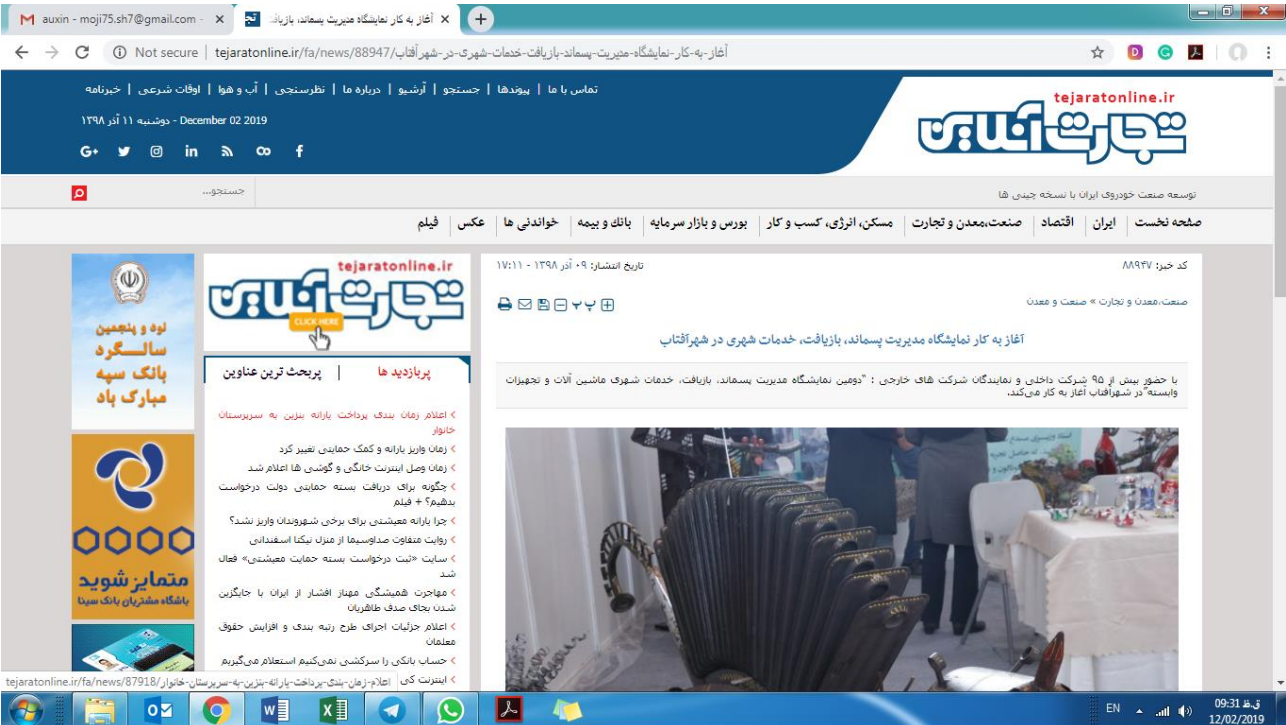 auxin - moji75.sh7@gmail.com -
آغاز به کار نمایشگاه مدیریت پسماند، بازیاف
Not secure | tejaratonline.ir/fa/news/88947/آغاز-به-کار-نمایشگاه-مدیریت-پسماند-بازیافت-خدمات-شهری-در-شهرآفتاب
تماس با ما | پیوندها | جستجو | آرشیو | درباره ما | نظرسنجی | آب و هوا | اوقات شرعی | خبرنامه
دوشنبه ۱۱ آذر ۱۳۹۸ - December 02 2019
tejaratonline.ir
تجارت آنلاین
توسعه صنعت خودروی ایران با نسخه چینی ها
جستجو...
صفحه نخست | ایران | اقتصاد | صنعت،معدن و تجارت | مسکن، انرژی، کسب و کار | بورس و بازار سرمایه | بانك و بیمه | خواندنی ها | عکس | فیلم
کد خبر: ۸۸۹۴۷
تاریخ انتشار: ۰۹ آذر ۱۳۹۸ - ۱۷:۱۱
صنعت،معدن و تجارت » صنعت و معدن
آغاز به کار نمایشگاه مدیریت پسماند، بازیافت، خدمات شهری در شهرآفتاب
با حضور بیش از ۹۵ شرکت داخلی و نمایندگان شرکت های خارجی : "دومین نمایشگاه مدیریت پسماند، بازیافت، خدمات شهری ماشین آلات و تجهیزات
وابسته"در شهرآفتاب آغاز به کار می‌کند.
tejaratonline.ir
تجارت آنلاین
CLICK HERE
پربازدید ها | پربحث ترین عناوین
اعلام زمان بندی پرداخت یارانه بنزین به سرپرستان
خانوار
زمان واریز یارانه و کمک حمایتی تغییر کرد
زمان وصل اینترنت خانگی و گوشی ها اعلام شد
چگونه برای دریافت بسته حمایتی دولت درخواست
بدهیم؟ + فیلم
چرا یارانه معیشتی برای برخی شهروندان واریز نشد؟
روایت متفاوت صداوسیما از منزل نیکتا اسفندانی
سایت «ثبت درخواست بسته حمایت معیشتی» فعال
شد
مهاجرت همیشگی مهناز افشار از ایران با جایگزین
شدن بجای صدف طاهریان
اعلام جزئیات اجرای طرح رتبه بندی و افزایش حقوق
معلمان
حساب بانکی را سرکشی نمی‌کنیم استعلام می‌گیریم
اینترنت کی
نود و پنجمین
سالگرد
بانک سپه
مبارک باد
متمایز شوید
باشگاه مشتریان بانک سینا
tejaratonline.ir/fa/news/87918/اعلام-زمان-بندی-پرداخت-یارانه-بنزین-به-سرپرستان-خانوار
EN
09:31 ق.ظ
12/02/2019